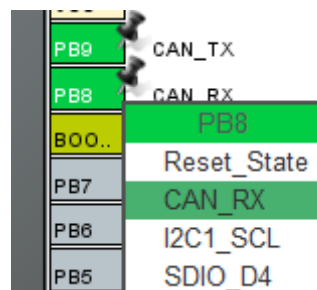 PB9 CAN_TX
PB8 CAN_RX
BOO..
PB7
PB6
PB5
PB8
Reset_State
CAN_RX
I2C1_SCL
SDIO_D4